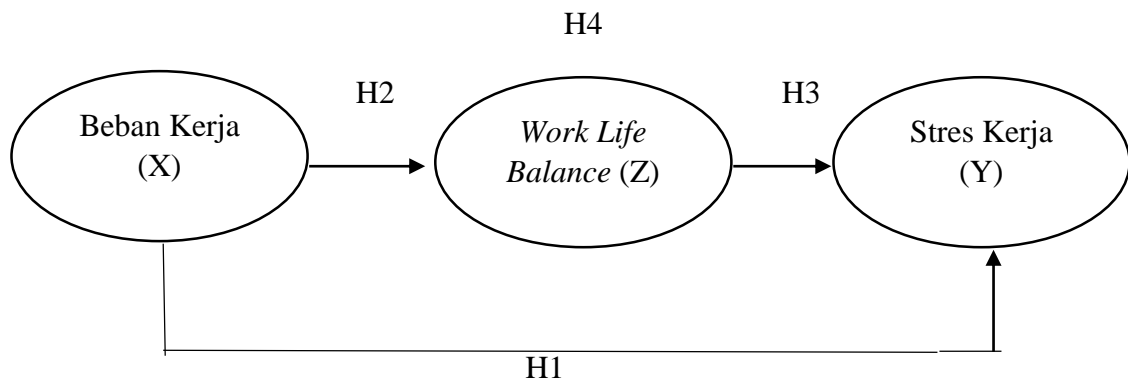 H4
H2
H3
Beban Kerja
(X)
Work Life
Balance (Z)
Stres Kerja
(Y)
H1